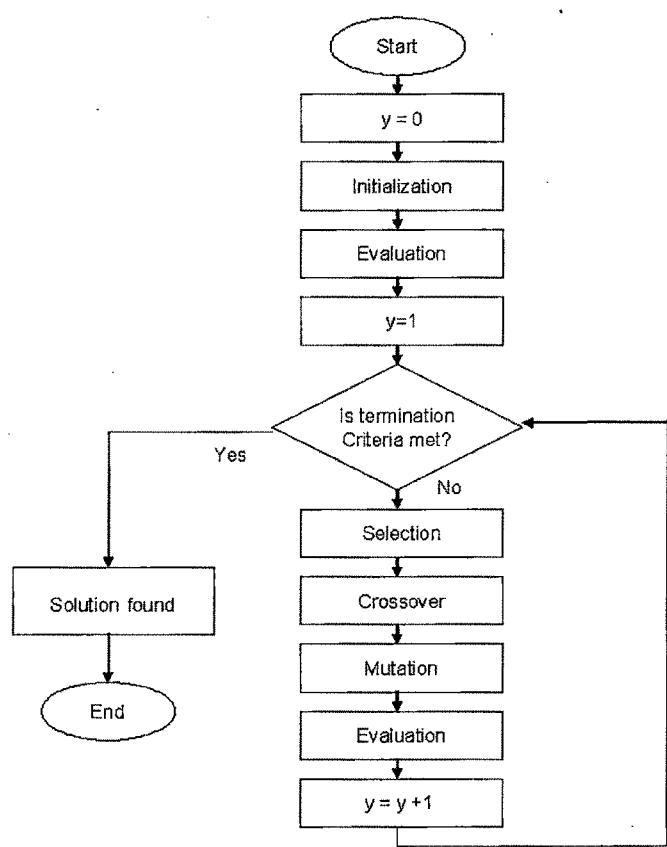 Start
y = 0
Initialization
Evaluation
y=1
Is termination
Criteria met?
Yes
No
Selection
Solution found
Crossover
Mutation
End
Evaluation
y = y +1